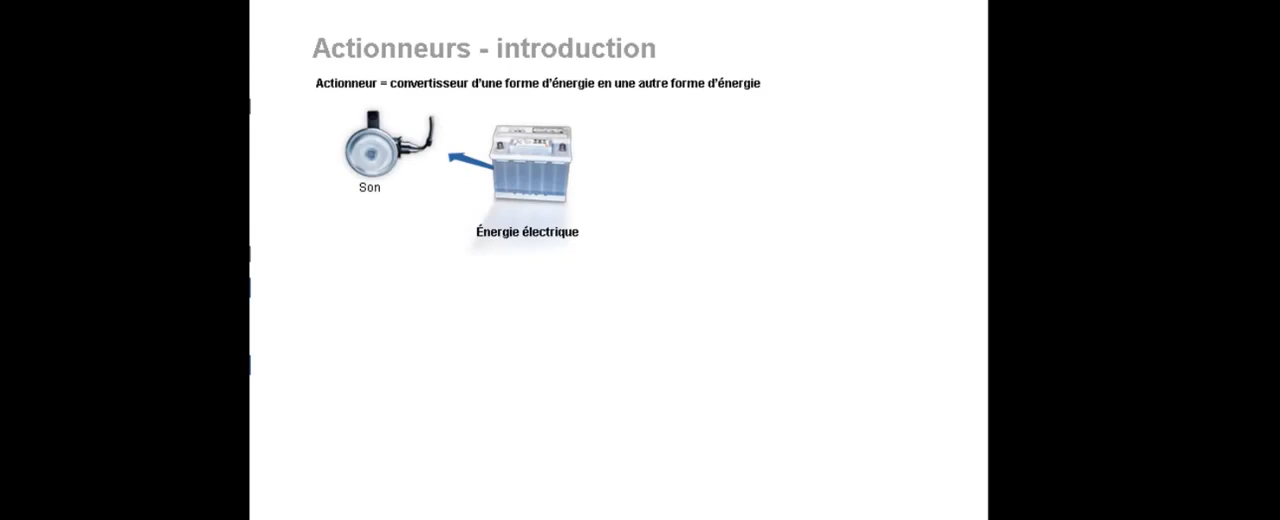 Actionneurs - introduction
Actionneur = convertisseur d'une forme d'énergie en une autre forme d'énergie
Son
Énergie électrique